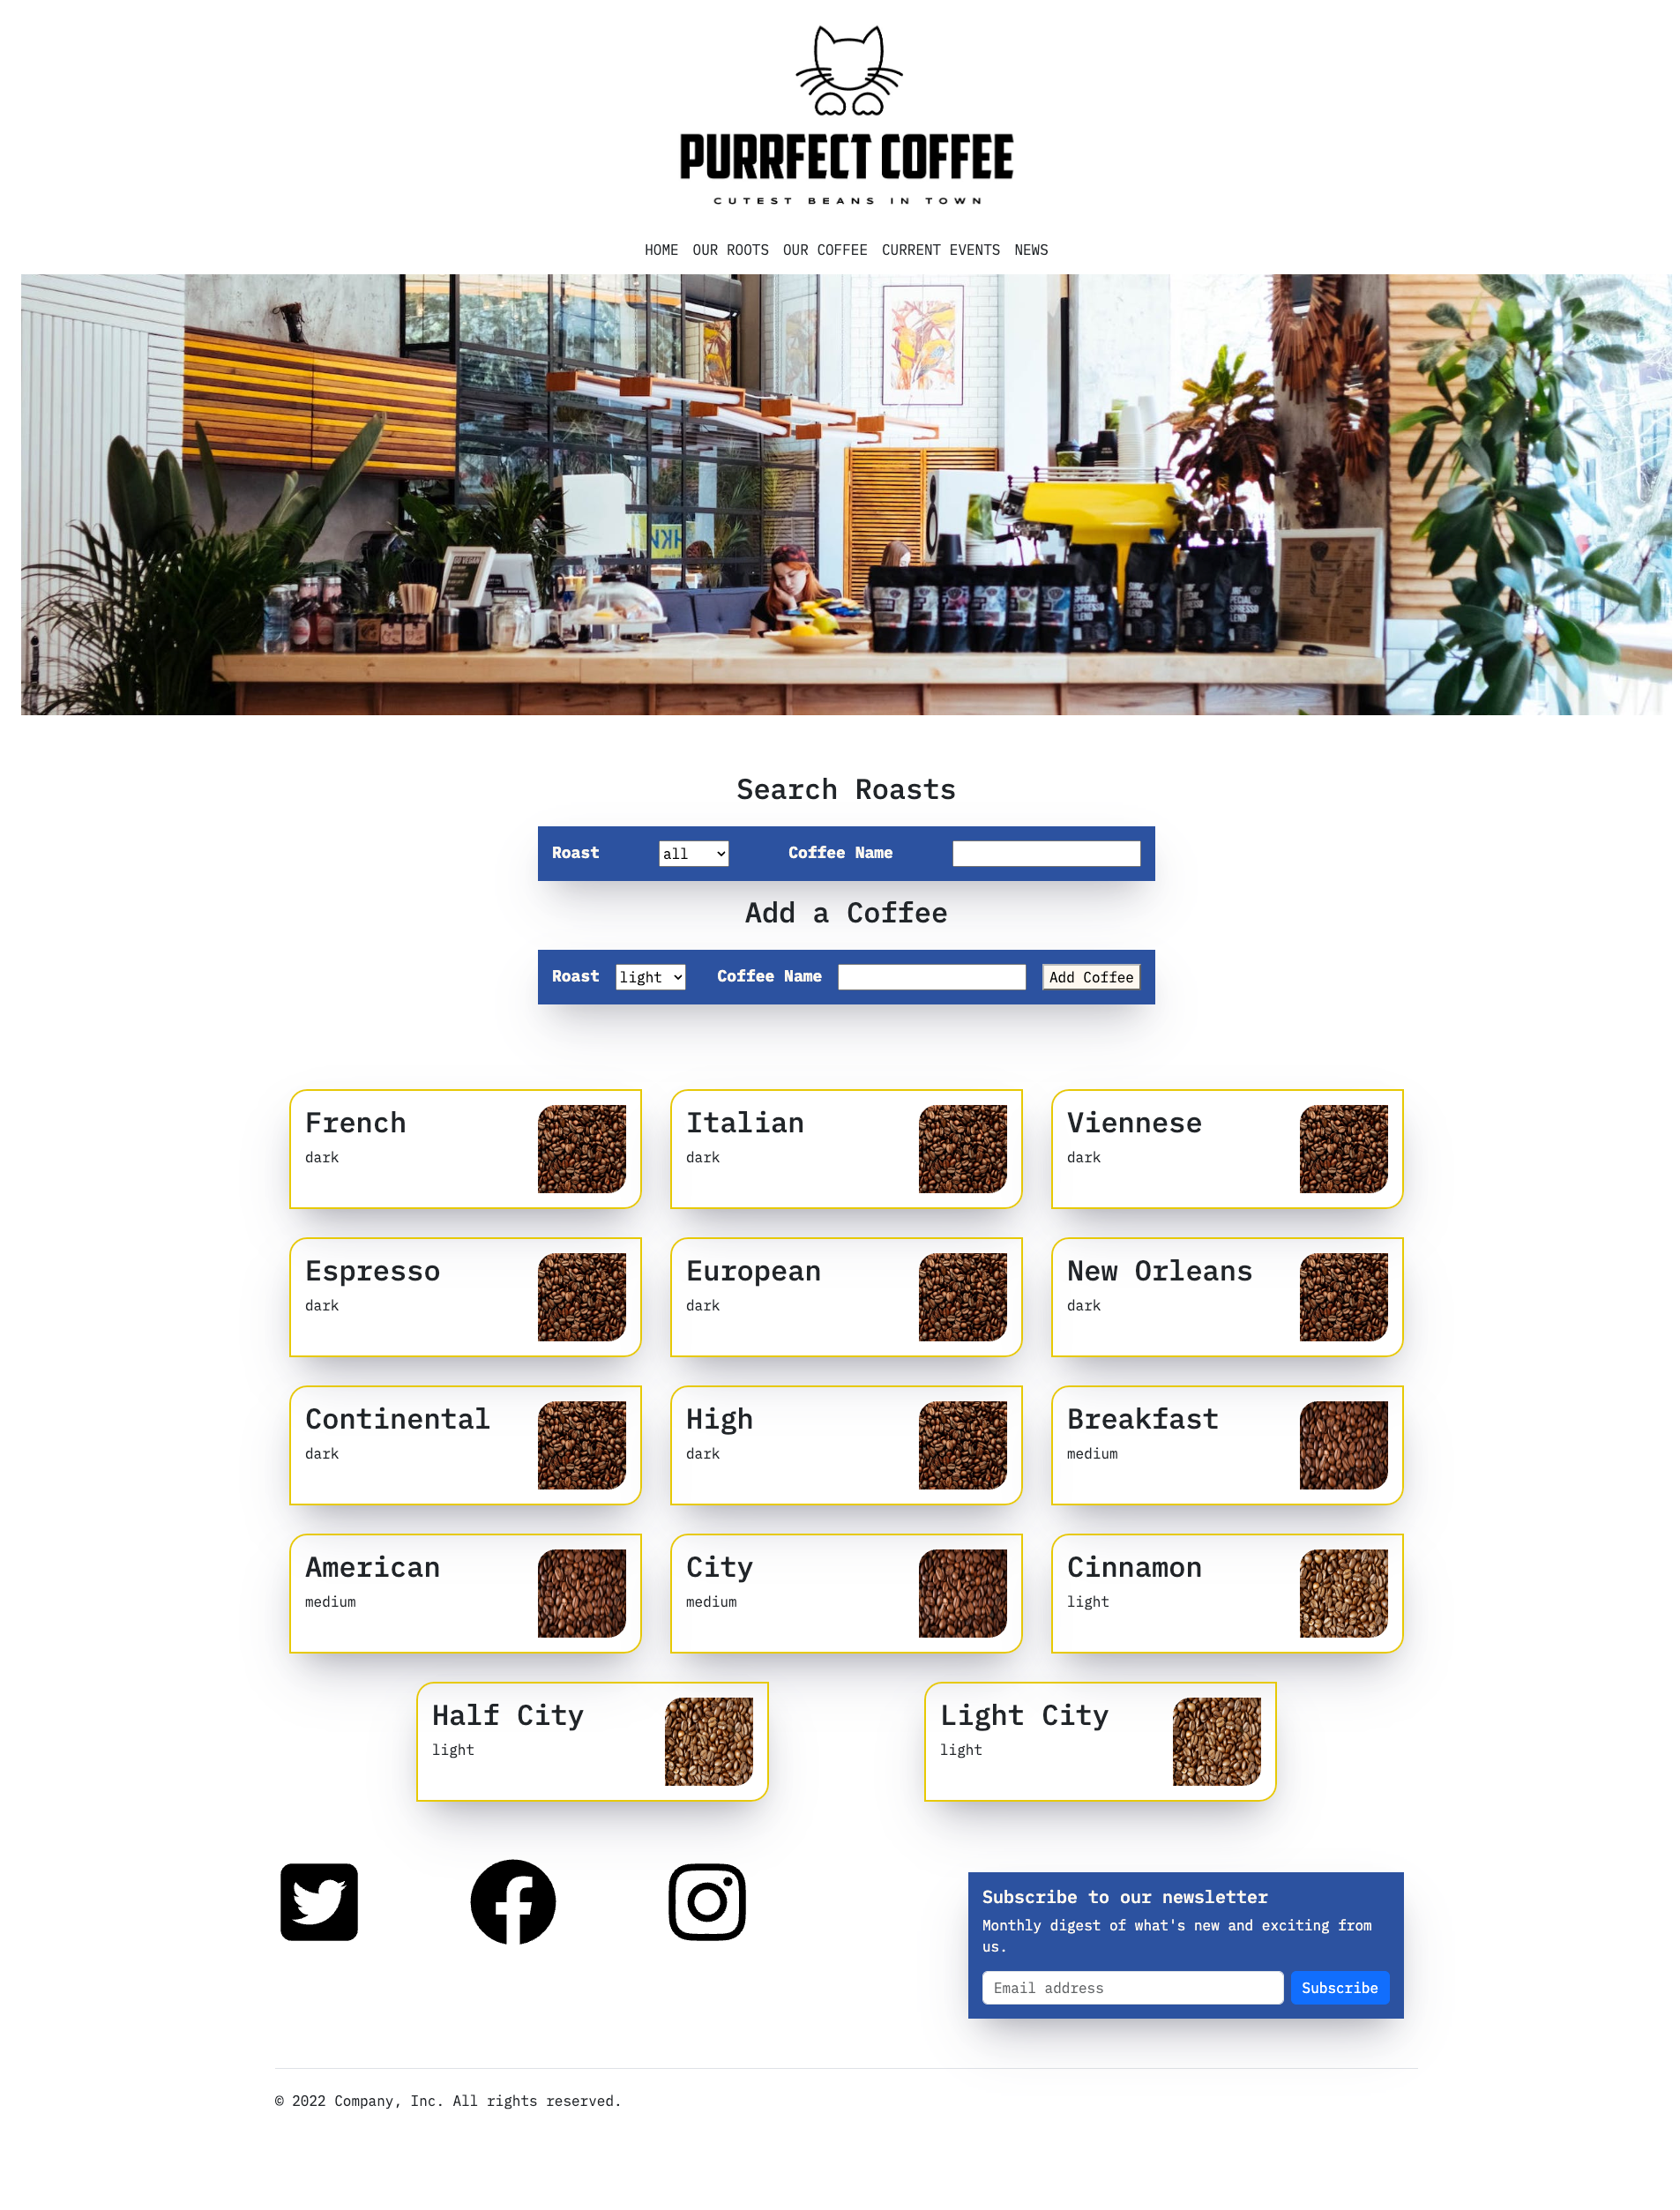 PURRFECT COFFEE
CUTEST BEANS IN TOWN
HOME OUR ROOTS OUR COFFEE CURRENT EVENTS NEWS
GO VEGAN
Search Roasts
Roast all Coffee Name
Add a Coffee
Roast light Coffee Name Add Coffee
French
dark
Italian
dark
Viennese
dark
Espresso
dark
European
dark
New Orleans
dark
Continental
dark
High
dark
Breakfast
medium
American
medium
City
medium
Cinnamon
light
Half City
light
Light City
light
Subscribe to our newsletter
Monthly digest of what's new and exciting from
us.
Email address Subscribe
© 2022 Company, Inc. All rights reserved.